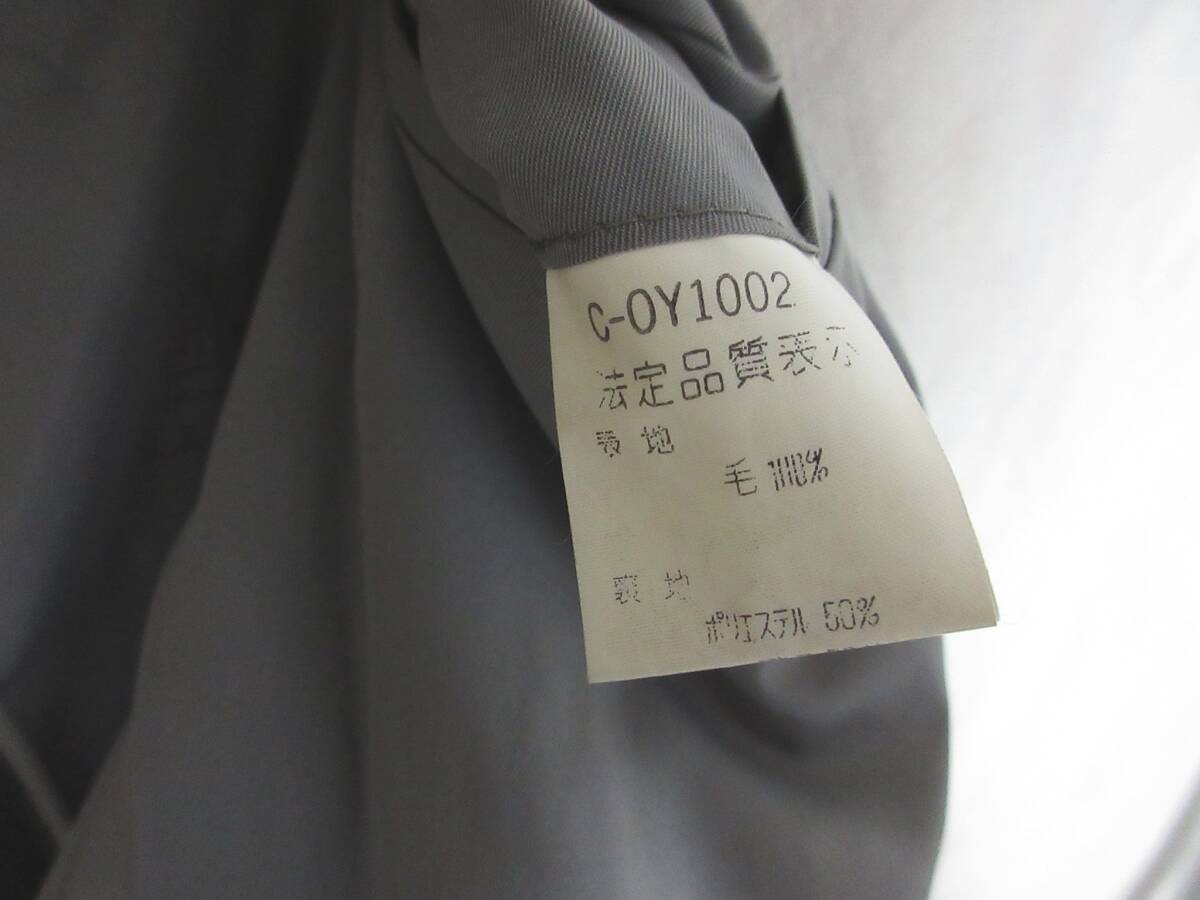 C-OY1002
法定品質表示
表地
毛 100%
裏地
ポリエステル 50%